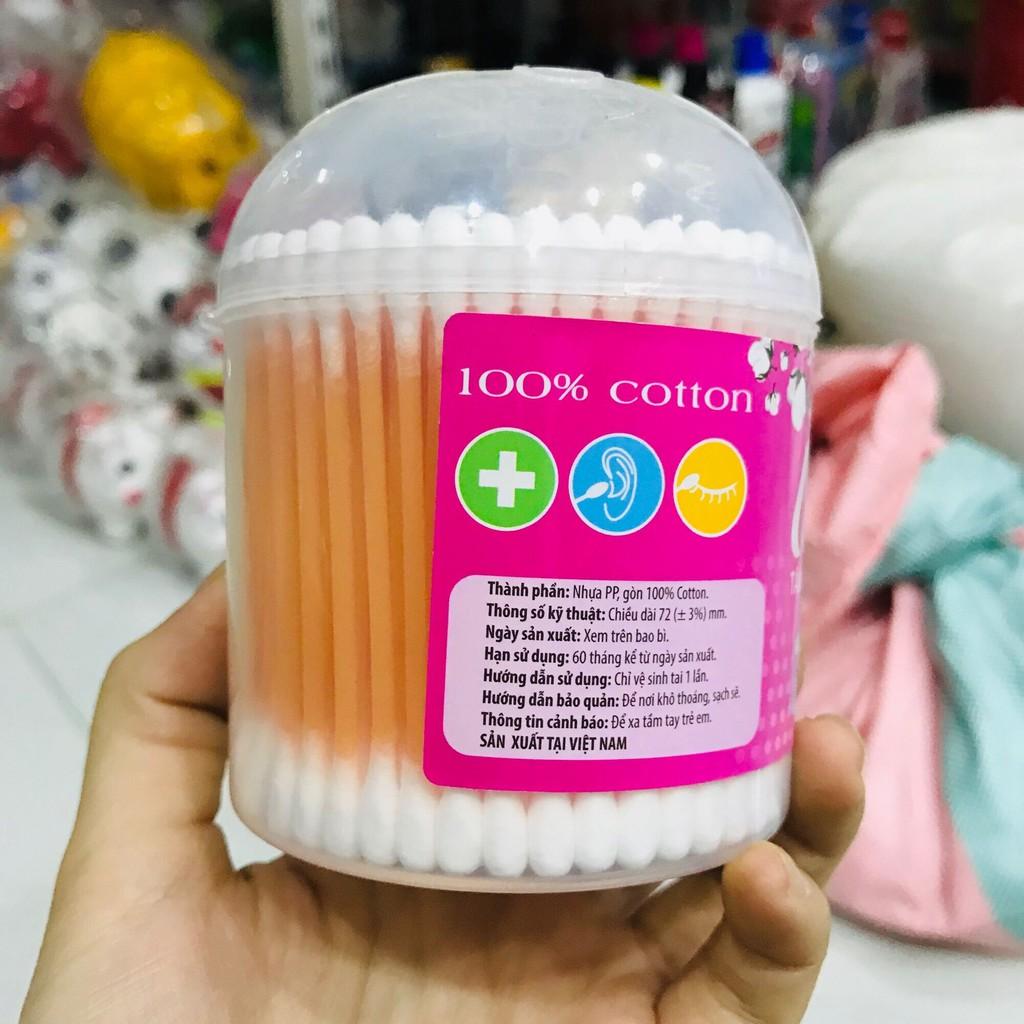 100% cotton
Thành phần: Nhựa PP, gòn 100% Cotton.
Thông số kỹ thuật: Chiều dài 72 (± 3%) mm.
Ngày sản xuất: Xem trên bao bì.
Hạn sử dụng: 60 tháng kể từ ngày sản xuất.
Hướng dẫn sử dụng: Chỉ vệ sinh tai 1 lần.
Hướng dẫn bảo quản: Để nơi khô thoáng, sạch sẽ.
Thông tin cảnh báo: Để xa tầm tay trẻ em.
SẢN XUẤT TẠI VIỆT NAM